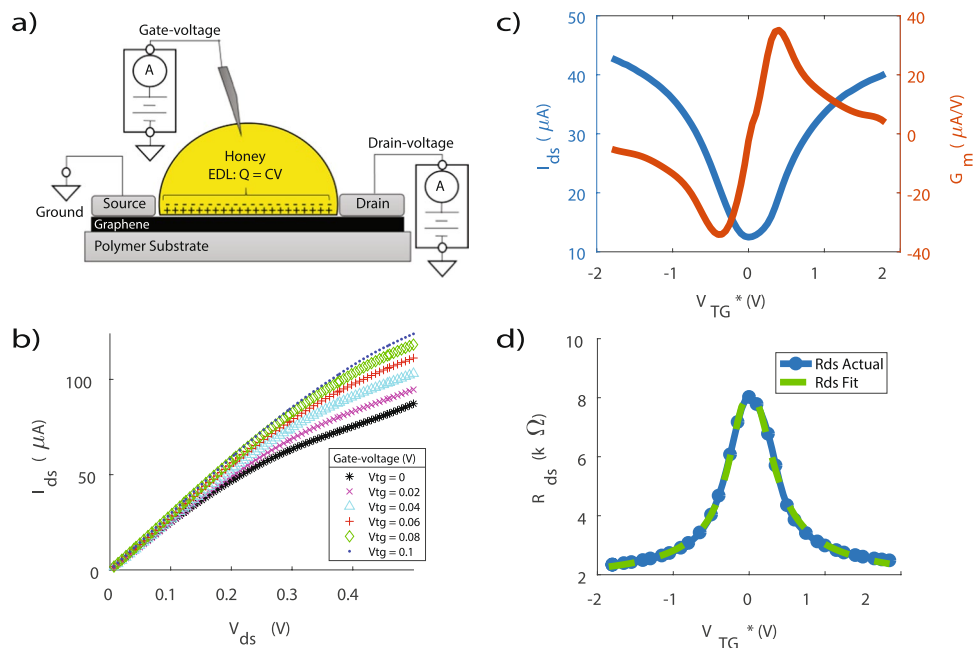 a)
Gate-voltage
A
Honey
EDL: Q = CV
Drain-voltage
A
Ground
Source
Drain
Graphene
Polymer Substrate
b)
I ds ( μA)
100
50
0
0
0.1
0.2
0.3
0.4
V ds (V)
Gate-voltage (V)
Vtg = 0
Vtg = 0.02
Vtg = 0.04
Vtg = 0.06
Vtg = 0.08
Vtg = 0.1
c)
I ds ( μA)
50
40
30
20
10
40
20
0
-20
-40
G m ( μA/V)
-2
-1
0
1
2
V TG * (V)
d)
R ds (k Ω)
10
8
6
4
2
Rds Actual
Rds Fit
-2
-1
0
1
2
V TG * (V)